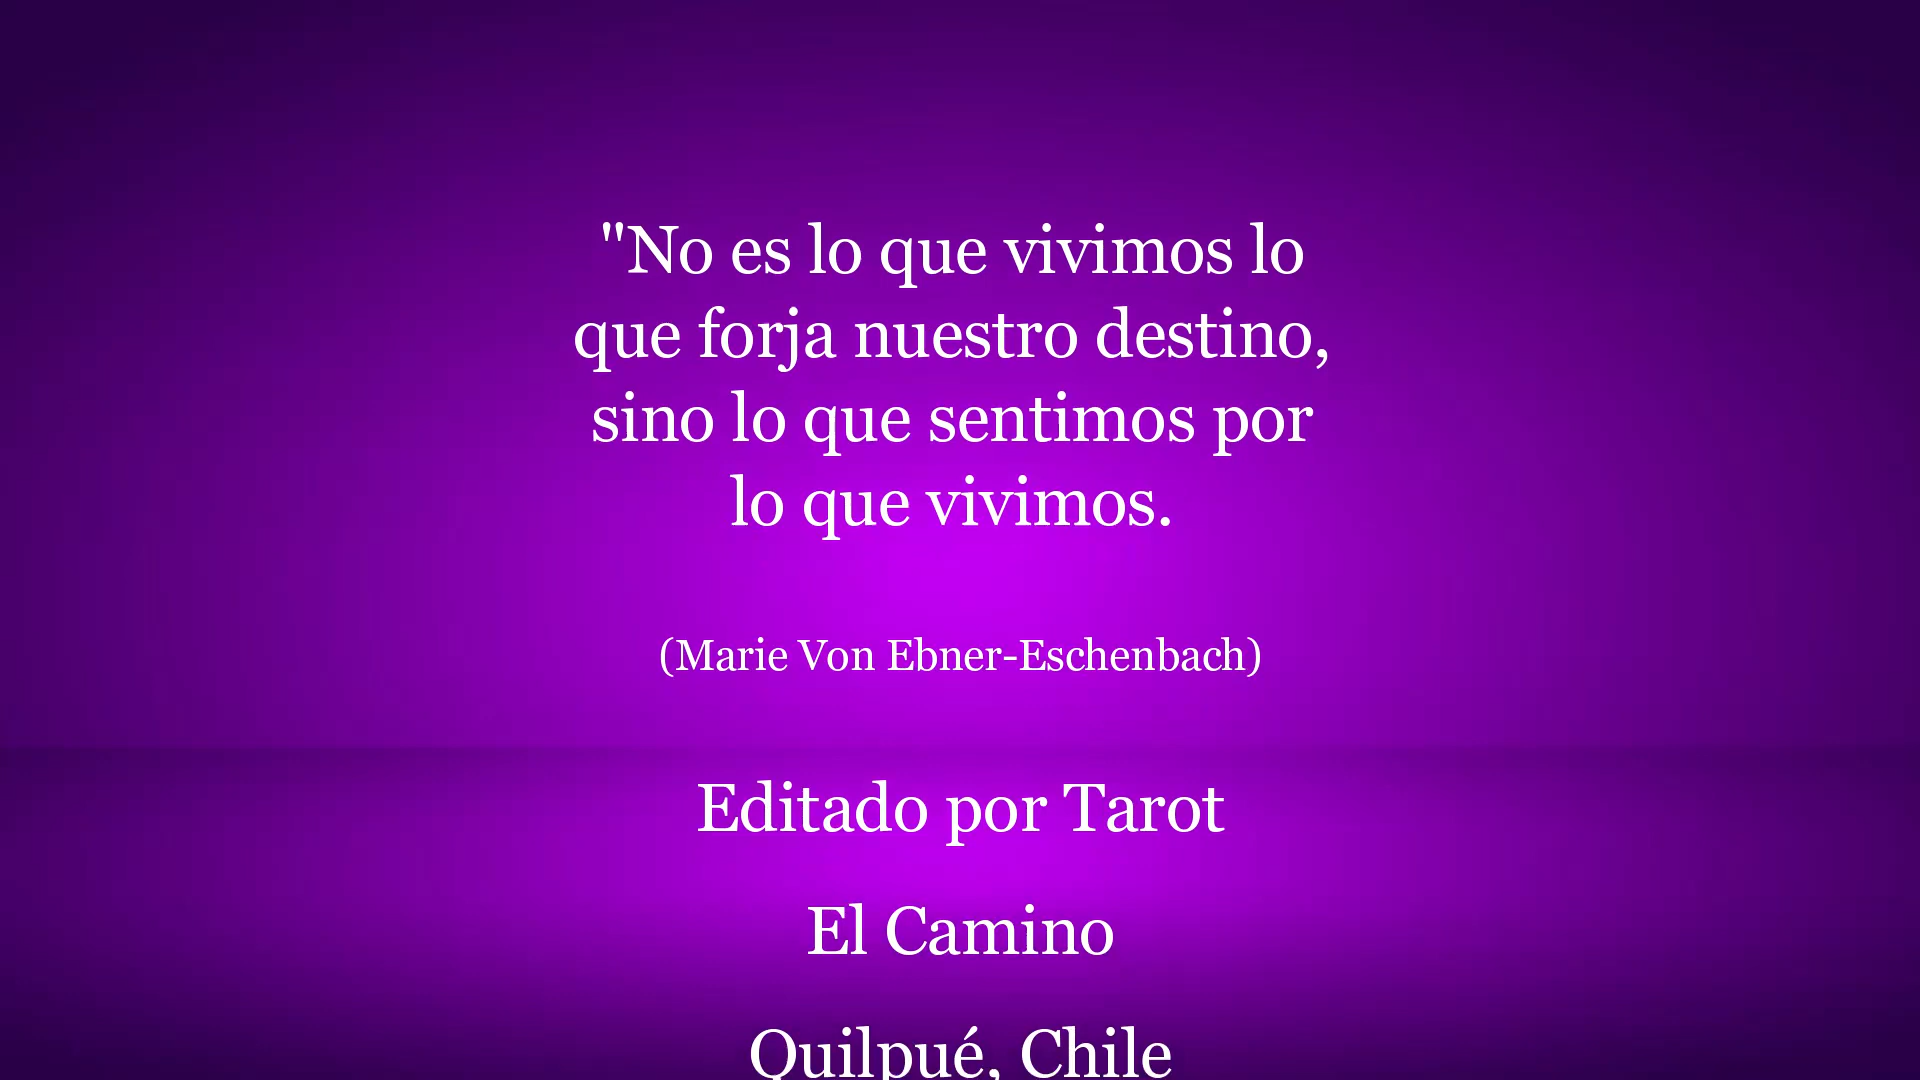 "No es lo que vivimos lo
que forja nuestro destino,
sino lo que sentimos por
lo que vivimos.
(Marie Von Ebner-Eschenbach)
Editado por Tarot
El Camino
Quilpué, Chile